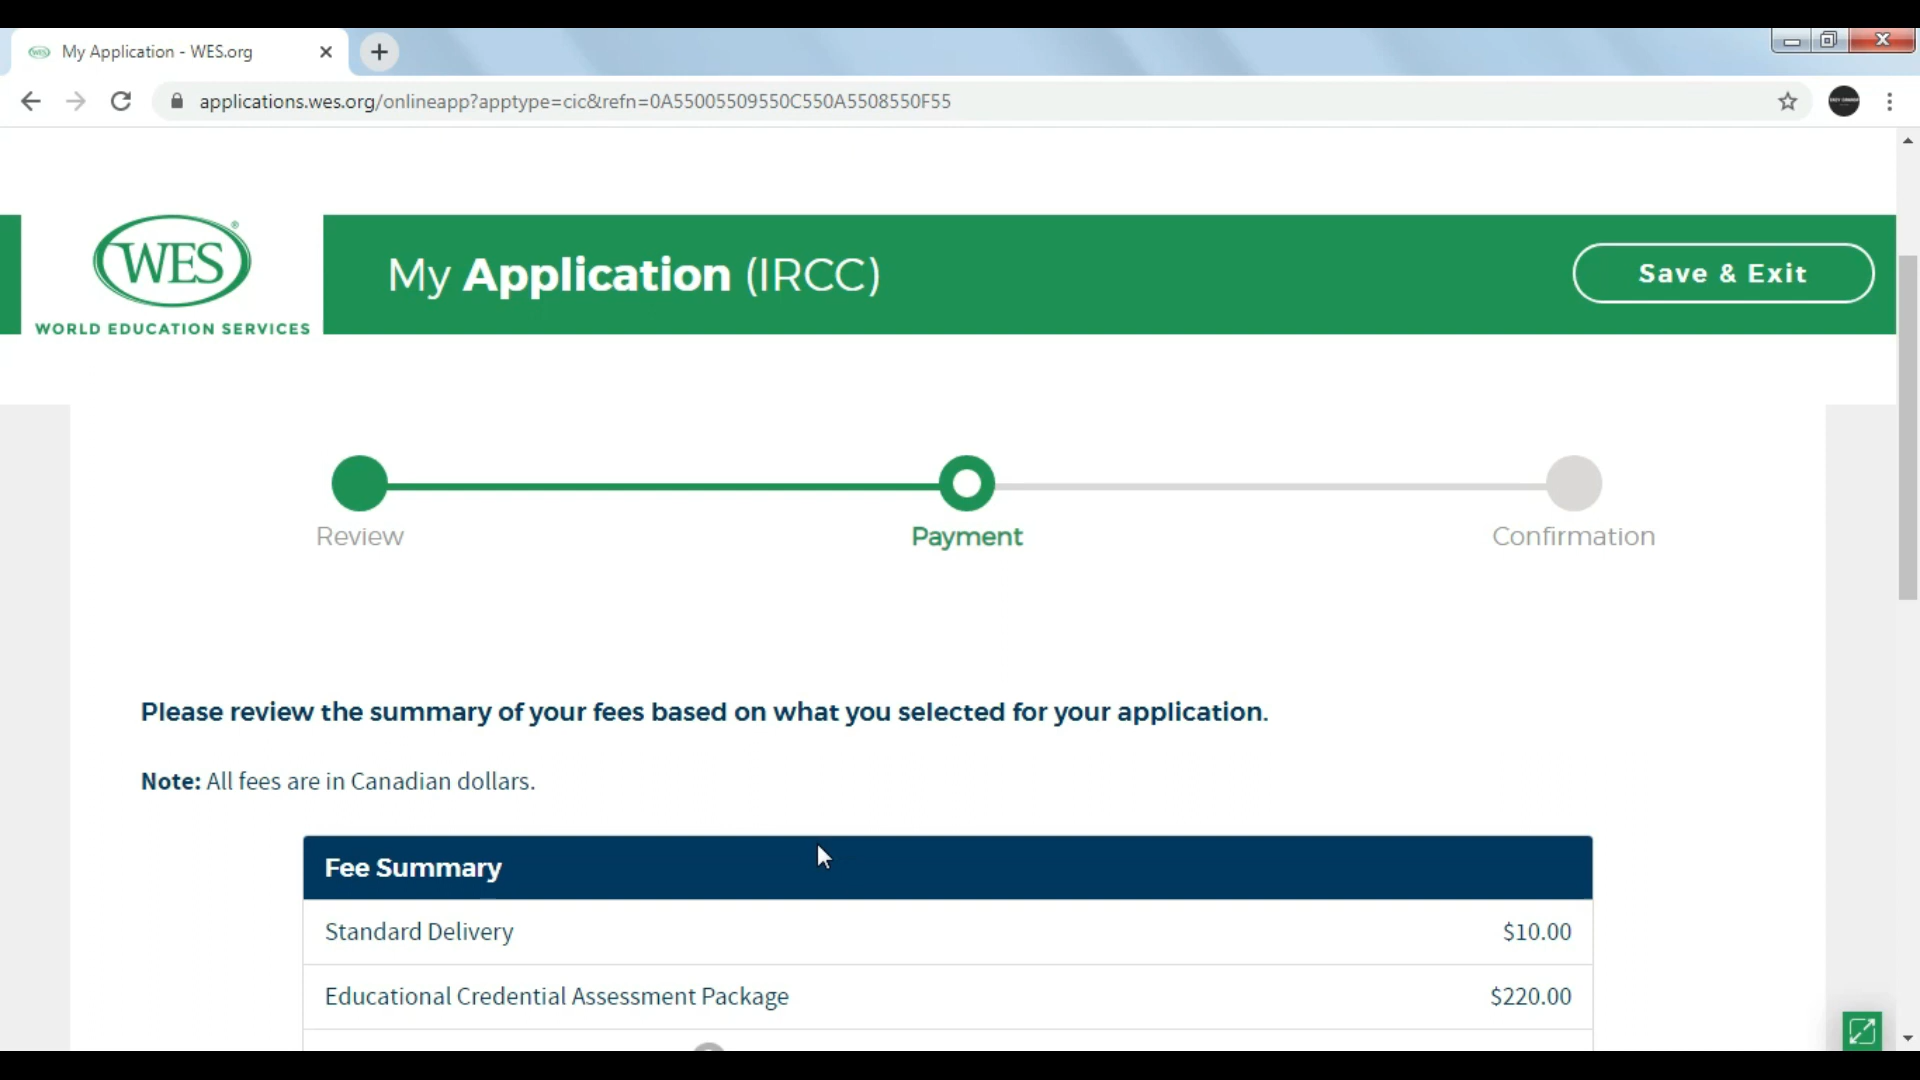 My Application - WES.org
applications.wes.org/onlineapp?apptype=cic&refn=0A55005509550C550A5508550F55
WES®
WORLD EDUCATION SERVICES
My Application (IRCC)
Save & Exit
Review
Payment
Confirmation
Please review the summary of your fees based on what you selected for your application.
Note: All fees are in Canadian dollars.
Fee Summary
Standard Delivery $10.00
Educational Credential Assessment Package $220.00